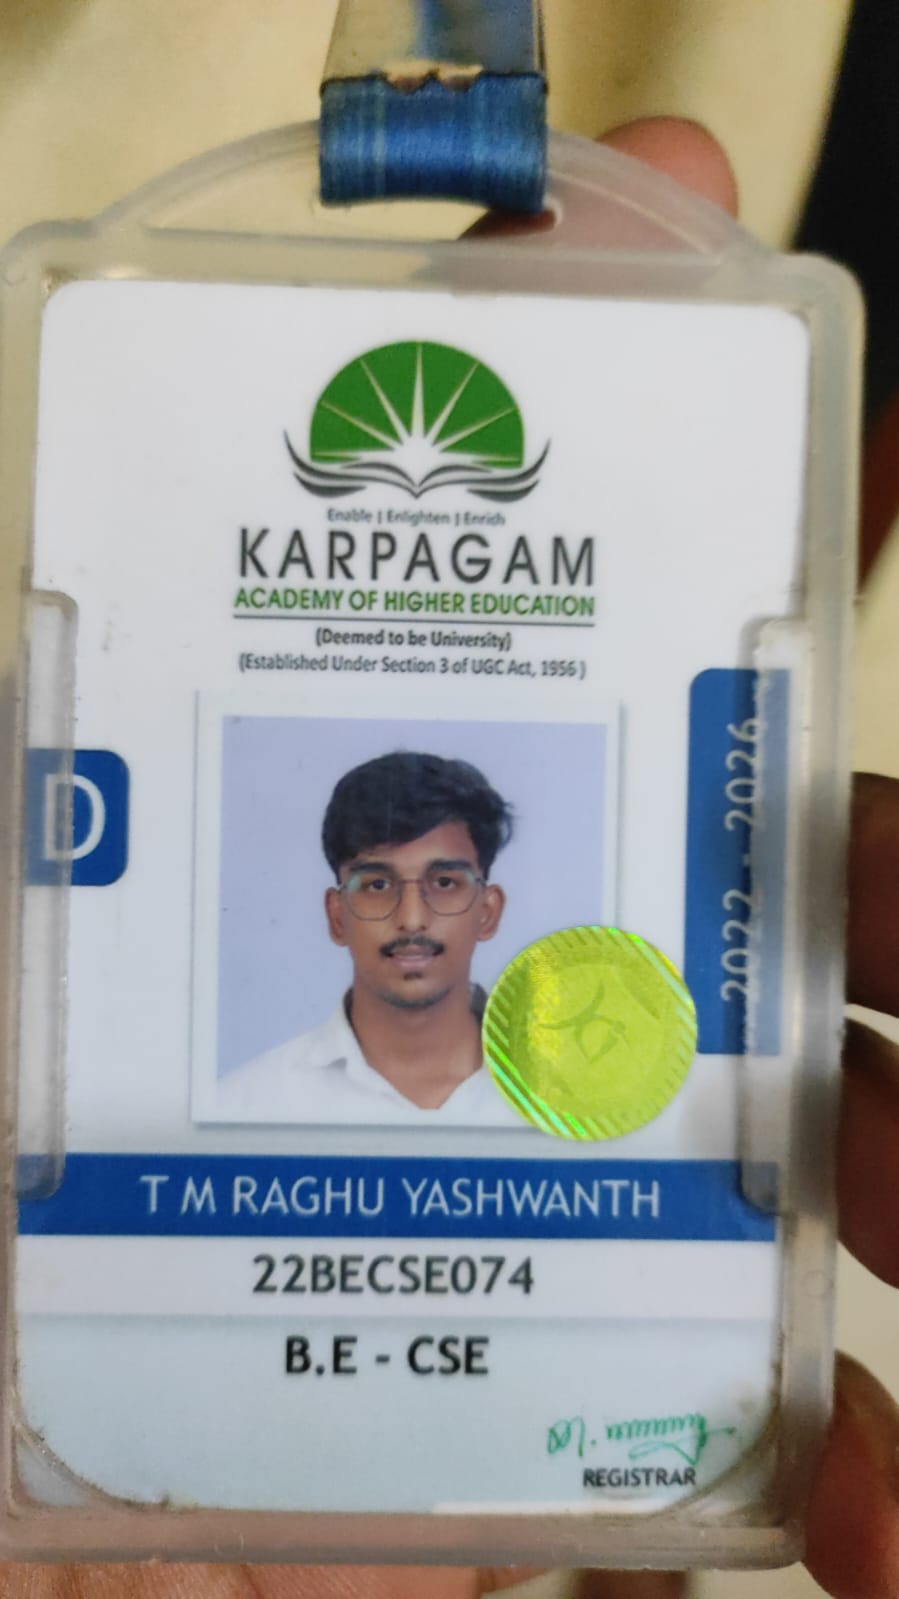 Enable | Enlighten | Enrich
KARPAGAM
ACADEMY OF HIGHER EDUCATION
(Deemed to be University)
(Established Under Section 3 of UGC Act, 1956)
D
2022 - 2026
T M RAGHU YASHWANTH
22BECSE074
B.E - CSE
REGISTRAR